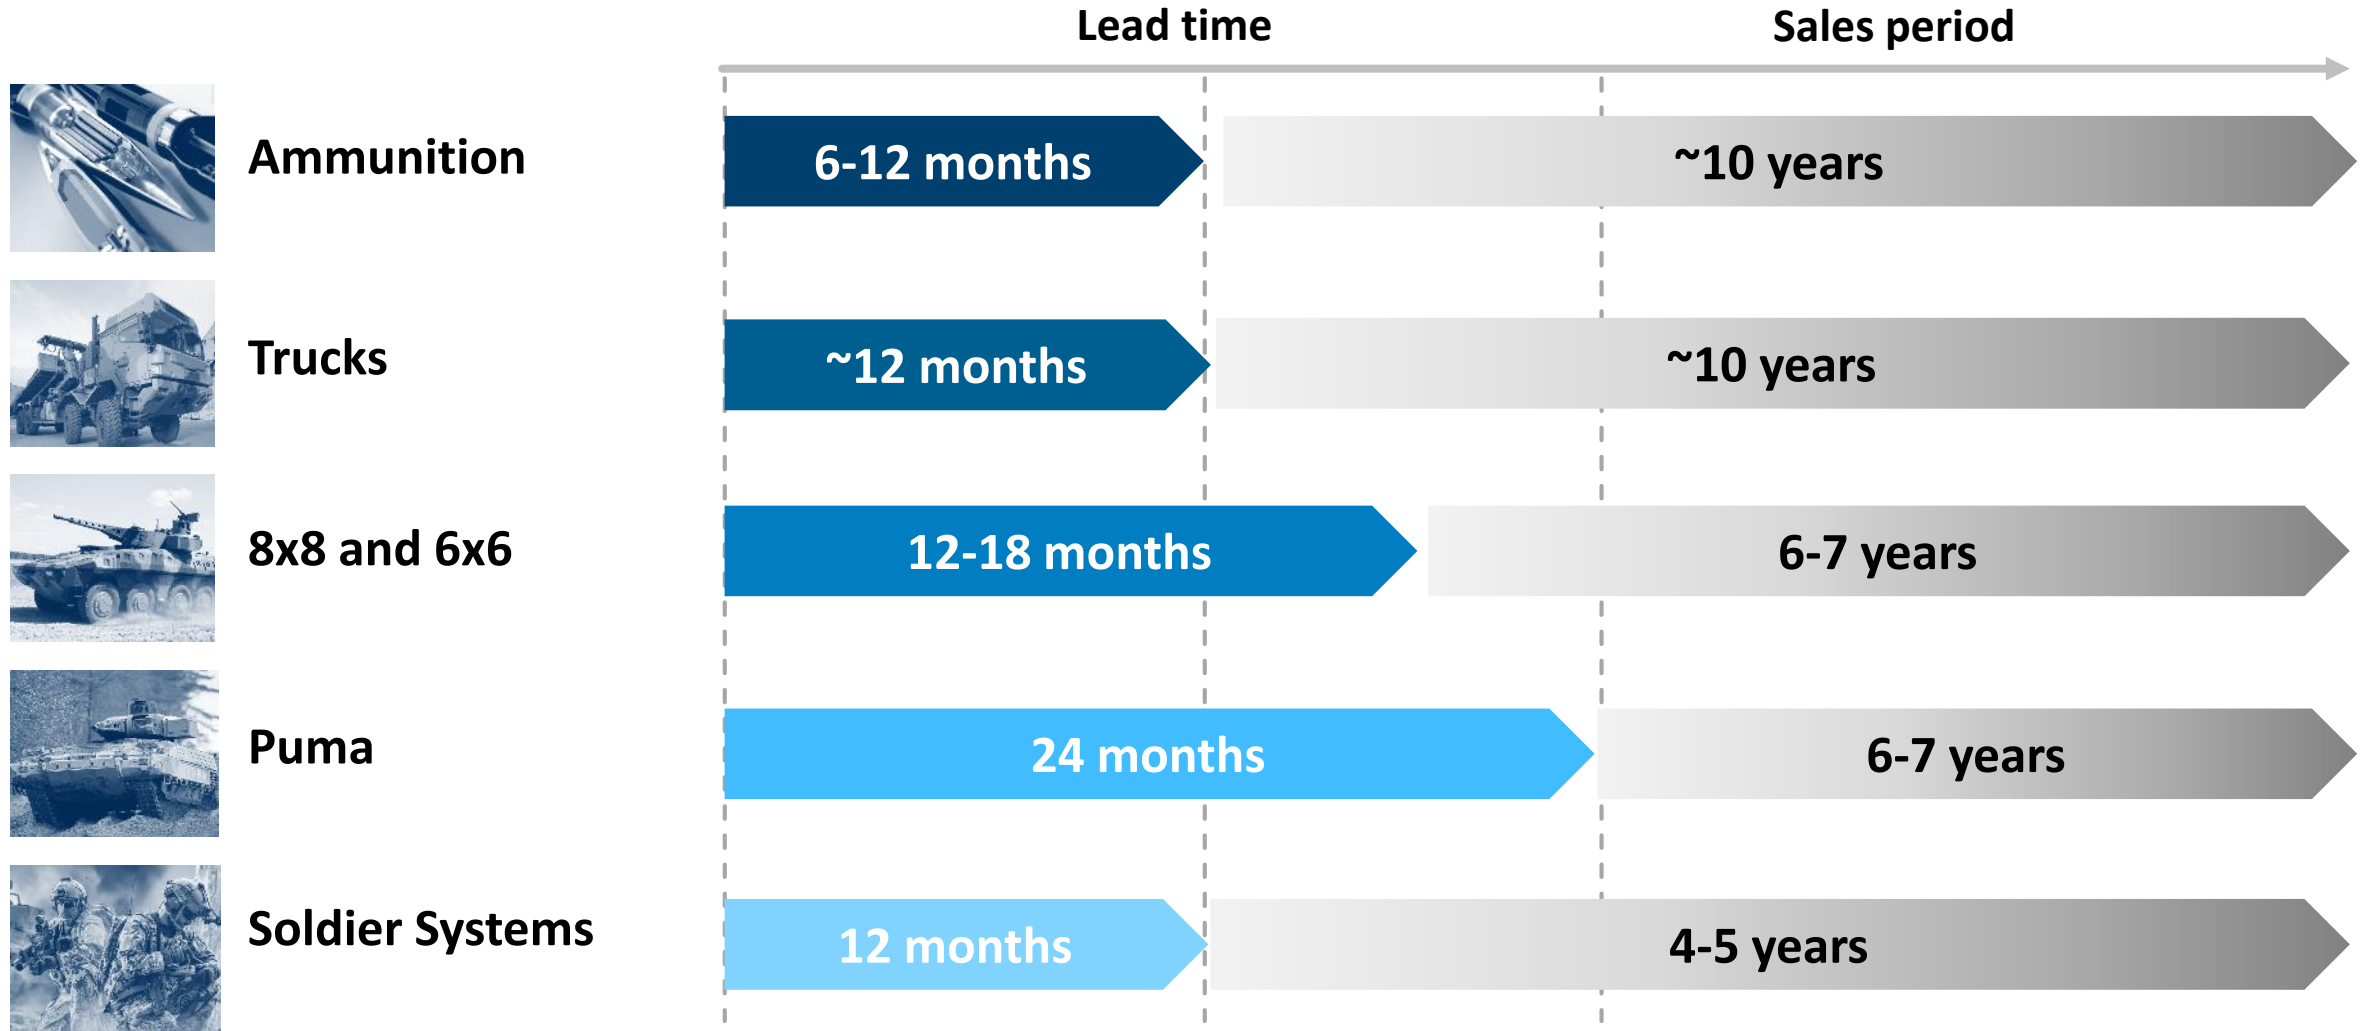 Lead time
Sales period
Ammunition
6-12 months
~10 years
Trucks
~12 months
~10 years
8x8 and 6x6
12-18 months
6-7 years
Puma
24 months
6-7 years
Soldier Systems
12 months
4-5 years